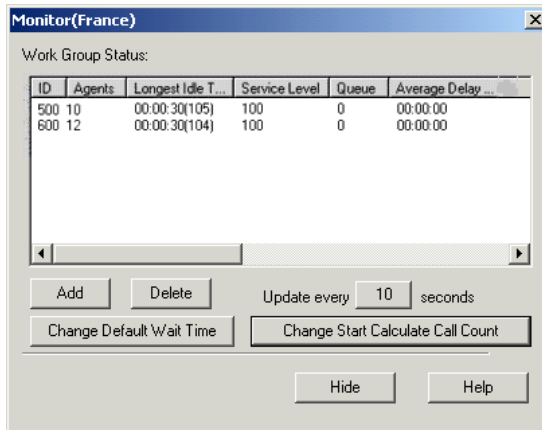 Monitor(France)
Work Group Status:
ID Agents Longest Idle T... Service Level Queue Average Delay ...
500 10 00:00:30(105) 100 0 00:00:00
600 12 00:00:30(104) 100 0 00:00:00
Add Delete Update every 10 seconds
Change Default Wait Time Change Start Calculate Call Count
Hide Help